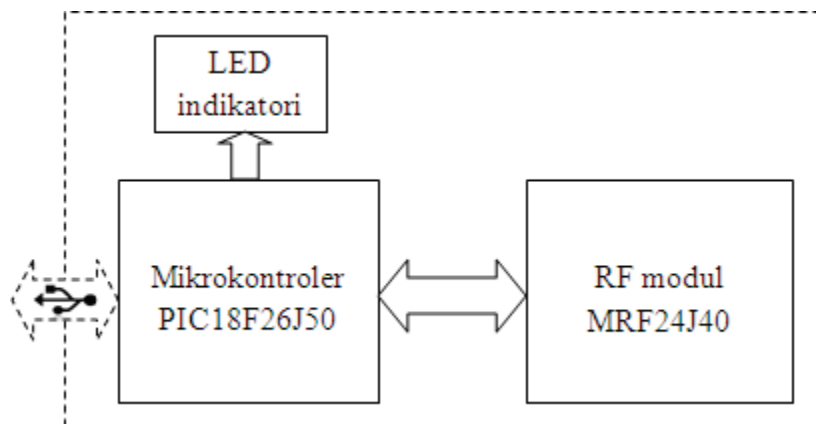 LED
indikatori
Mikrokontroler
PIC18F26J50
RF modul
MRF24J40